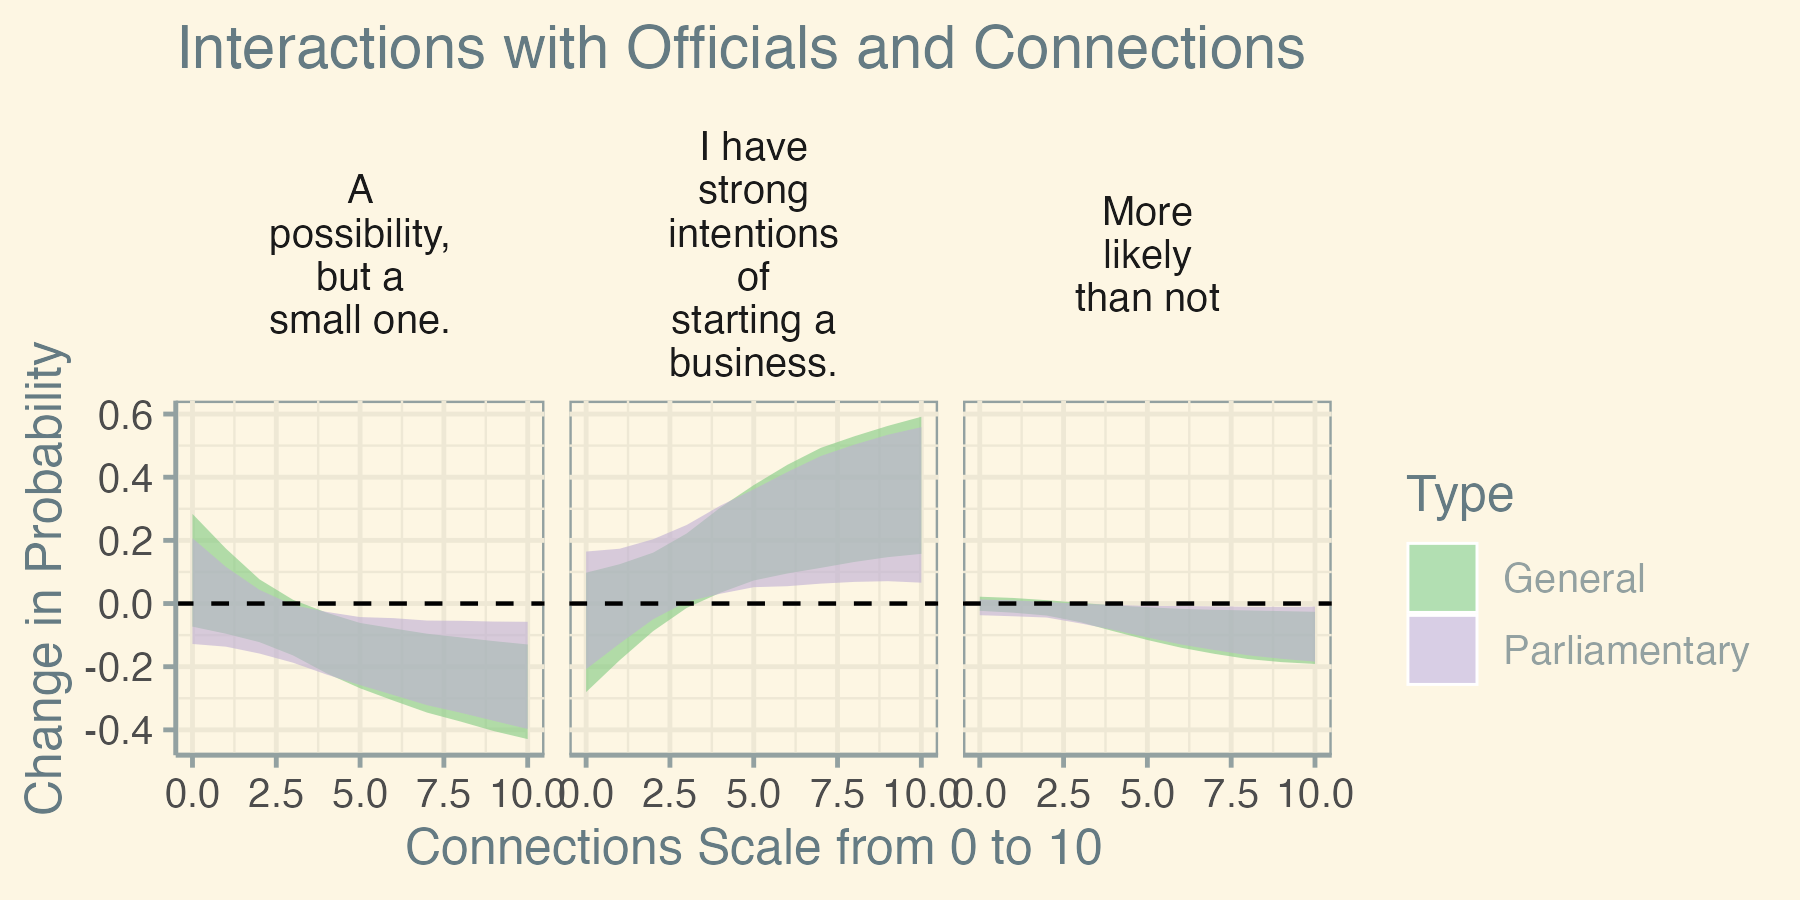 Interactions with Officials and Connections
A
possibility,
but a
small one.
I have
strong
intentions
of
starting a
business.
More
likely
than not
Change in Probability
0.6
0.4
0.2
0.0
-0.2
-0.4
0.0 2.5 5.0 7.5 10.0
0.0 2.5 5.0 7.5 10.0
0.0 2.5 5.0 7.5 10.0
Connections Scale from 0 to 10
Type
General
Parliamentary